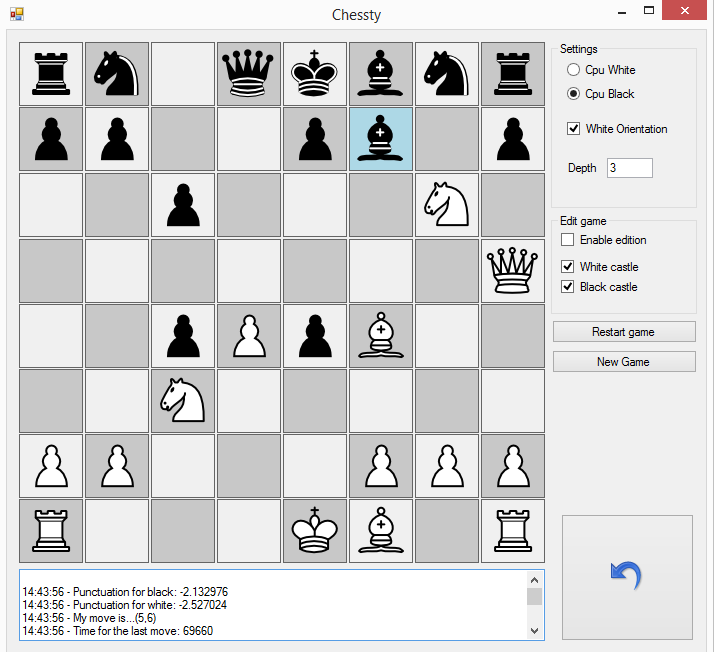 Chessty
Settings
Cpu White
Cpu Black
White Orientation
Depth 3
Edit game
Enable edition
White castle
Black castle
Restart game
New Game
14:43:56 - Punctuation for black: -2.132976
14:43:56 - Punctuation for white: -2.527024
14:43:56 - My move is...(5,6)
14:43:56 - Time for the last move: 69660